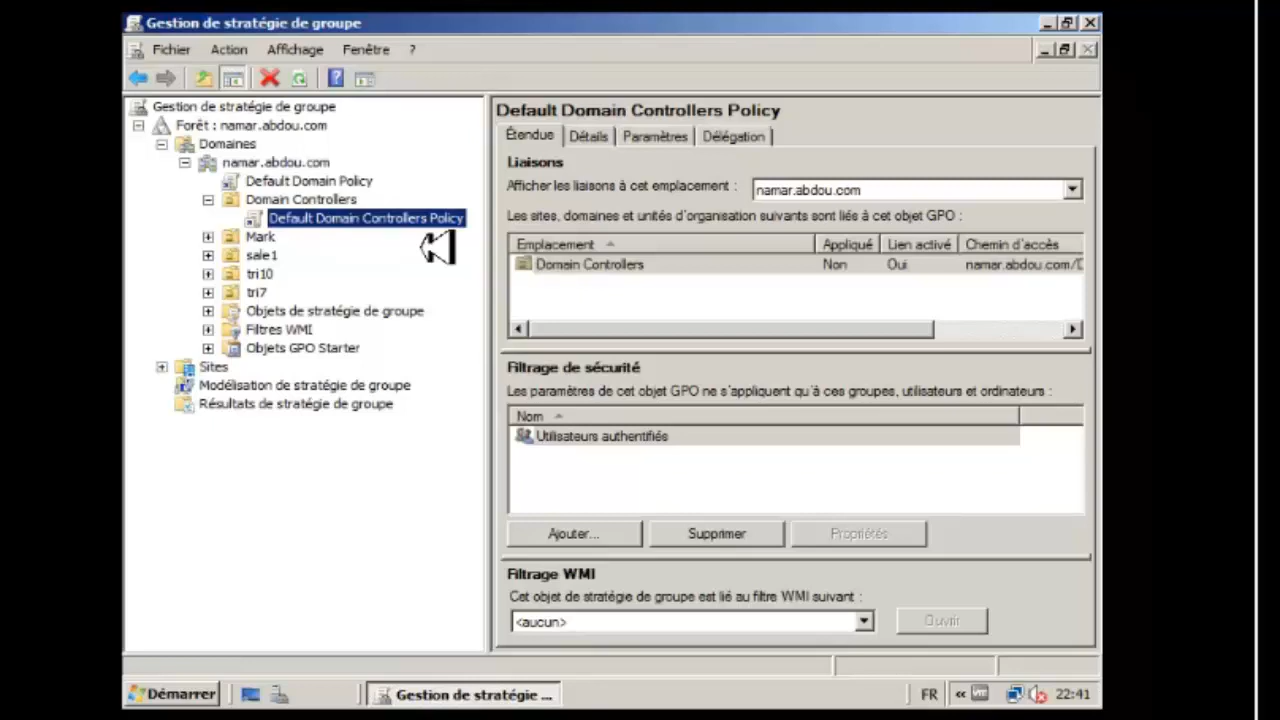 Gestion de stratégie de groupe
Fichier Action Affichage Fenêtre ?
Gestion de stratégie de groupe
Forêt : namar.abdou.com
Domaines
namar.abdou.com
Default Domain Policy
Domain Controllers
Default Domain Controllers Policy
Mark
sale1
tri10
tri7
Objets de stratégie de groupe
Filtres WMI
Objets GPO Starter
Sites
Modélisation de stratégie de groupe
Résultats de stratégie de groupe
Default Domain Controllers Policy
Étendue Détails Paramètres Délégation
Liaisons
Afficher les liaisons à cet emplacement : namar.abdou.com
Les sites, domaines et unités d'organisation suivants sont liés à cet objet GPO :
Emplacement Appliqué Lien activé Chemin d'accès
Domain Controllers Non Oui namar.abdou.com/D
Filtrage de sécurité
Les paramètres de cet objet GPO ne s'appliquent qu'à ces groupes, utilisateurs et ordinateurs :
Nom
Utilisateurs authentifiés
Ajouter... Supprimer Propriétés
Filtrage WMI
Cet objet de stratégie de groupe est lié au filtre WMI suivant :
<aucun> Ouvrir
Démarrer Gestion de stratégie ... FR « 22:41